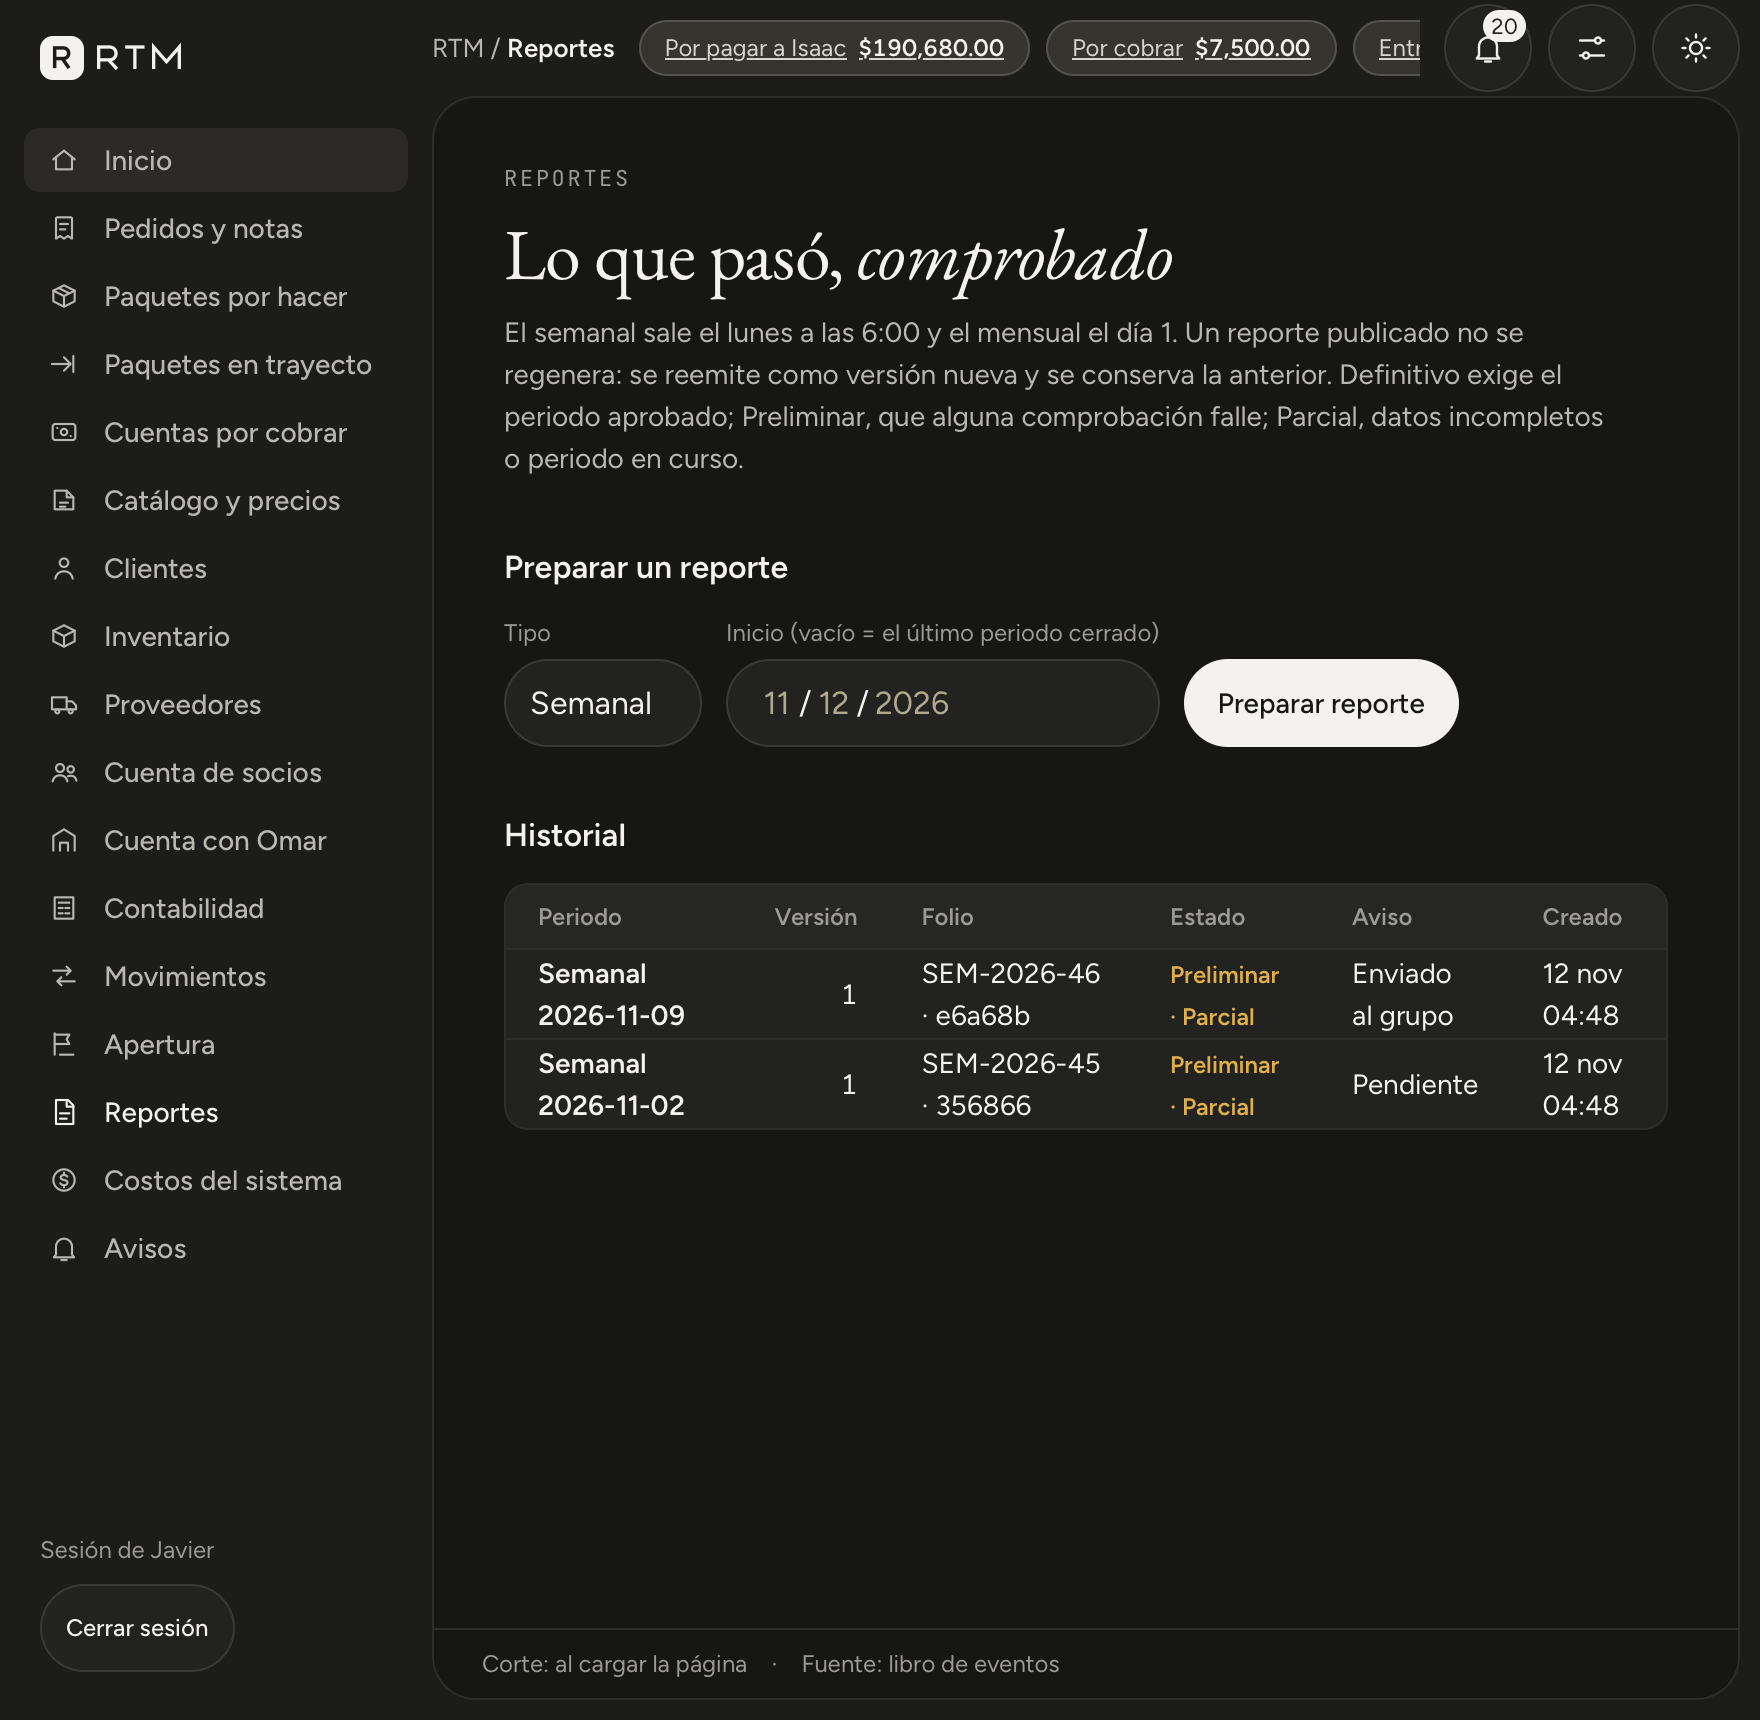 R RTM
RTM / Reportes
Por pagar a Isaac $190,680.00
Por cobrar $7,500.00
Entr
20
Inicio
Pedidos y notas
Paquetes por hacer
Paquetes en trayecto
Cuentas por cobrar
Catálogo y precios
Clientes
Inventario
Proveedores
Cuenta de socios
Cuenta con Omar
Contabilidad
Movimientos
Apertura
Reportes
Costos del sistema
Avisos
Sesión de Javier
Cerrar sesión
REPORTES
Lo que pasó, comprobado
El semanal sale el lunes a las 6:00 y el mensual el día 1. Un reporte publicado no se
regenera: se reemite como versión nueva y se conserva la anterior. Definitivo exige el
periodo aprobado; Preliminar, que alguna comprobación falle; Parcial, datos incompletos
o periodo en curso.
Preparar un reporte
Tipo
Inicio (vacío = el último periodo cerrado)
Semanal
11 / 12 / 2026
Preparar reporte
Historial
Periodo Versión Folio Estado Aviso Creado
Semanal SEM-2026-46 Preliminar Enviado 12 nov
1
2026-11-09 · e6a68b · Parcial al grupo 04:48
Semanal SEM-2026-45 Preliminar 12 nov
1 Pendiente
2026-11-02 · 356866 · Parcial 04:48
Corte: al cargar la página · Fuente: libro de eventos